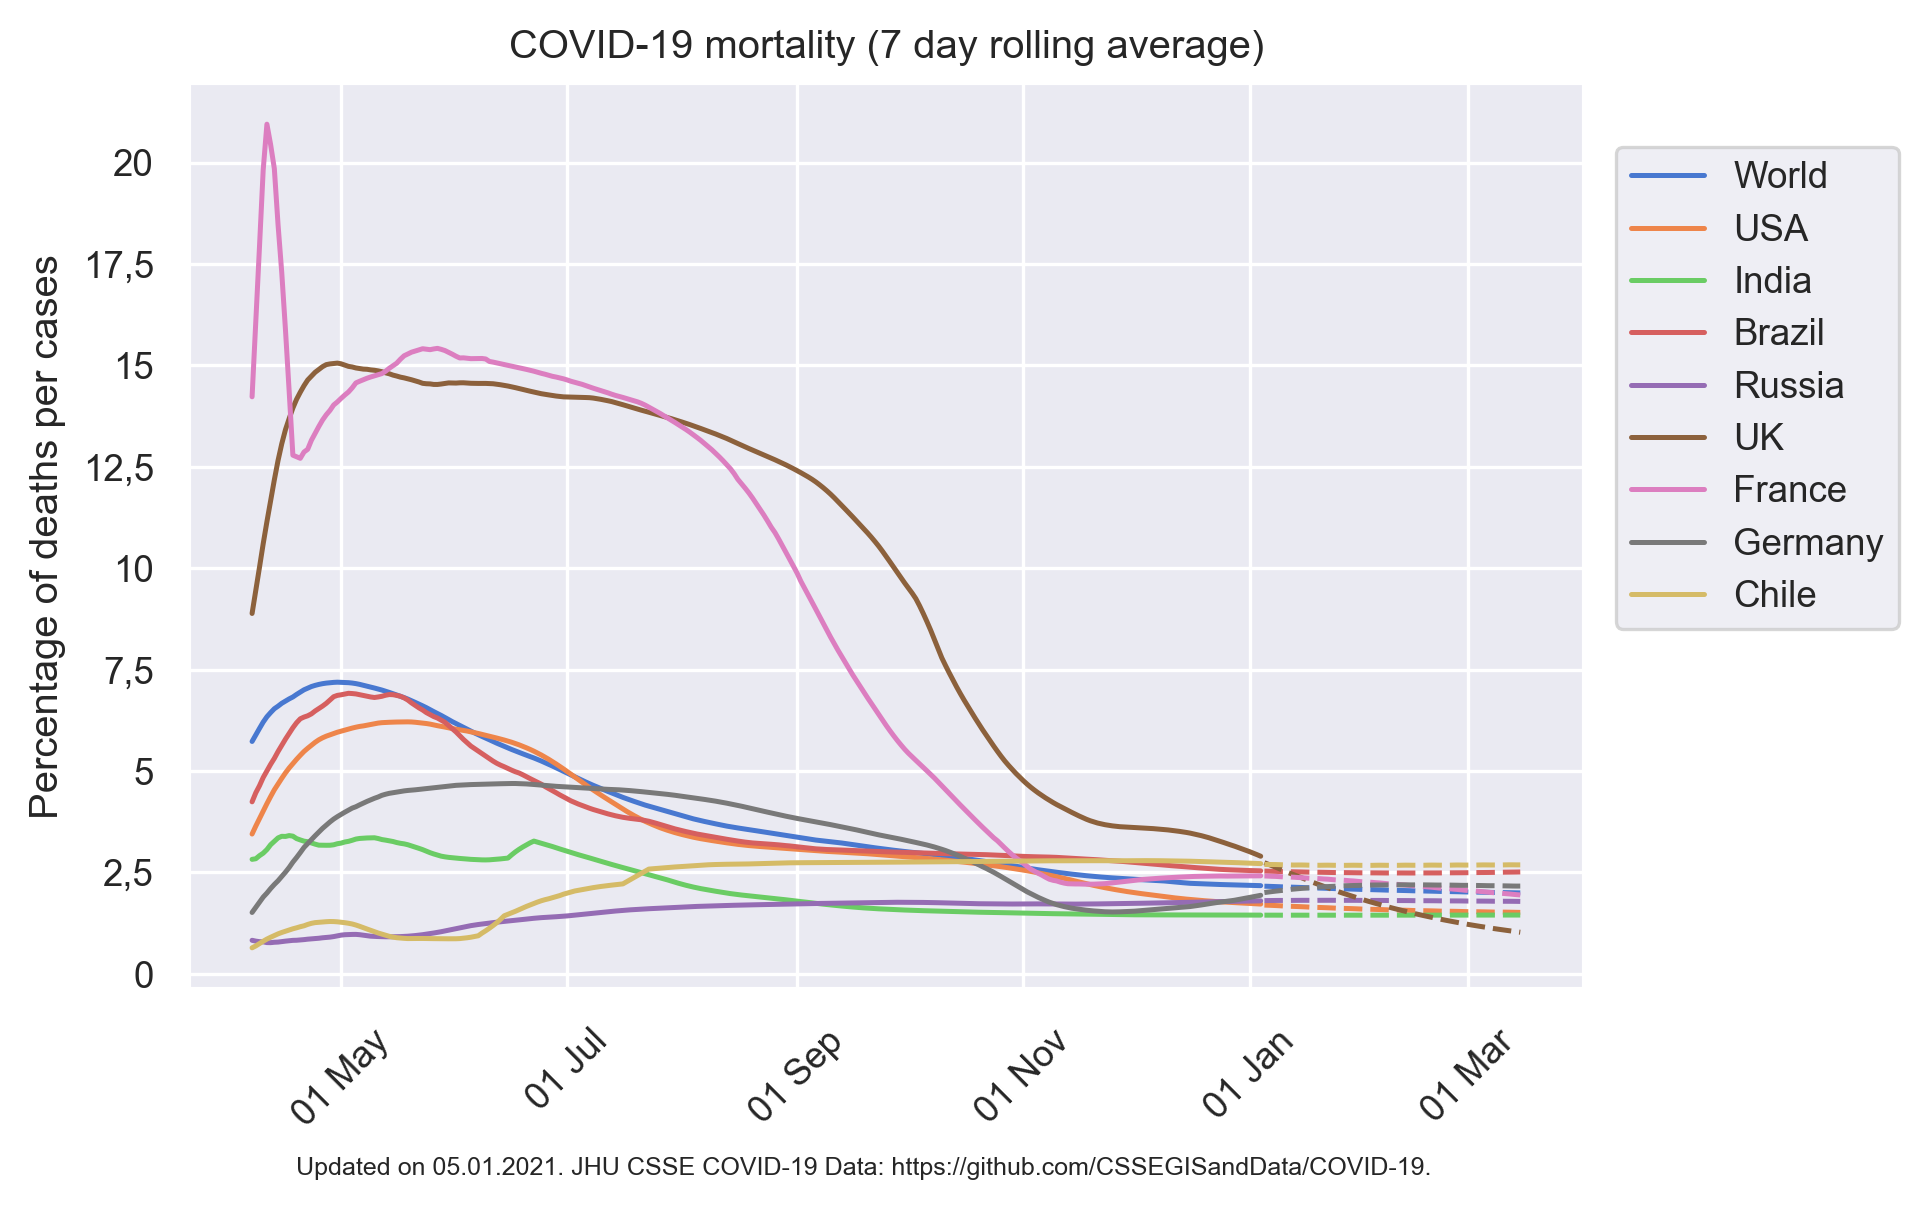 COVID-19 mortality (7 day rolling average)
Percentage of deaths per cases
20
17,5
15
12,5
10
7,5
5
2,5
0
01 May
01 Jul
01 Sep
01 Nov
01 Jan
01 Mar
World
USA
India
Brazil
Russia
UK
France
Germany
Chile
Updated on 05.01.2021. JHU CSSE COVID-19 Data: https://github.com/CSSEGISandData/COVID-19.